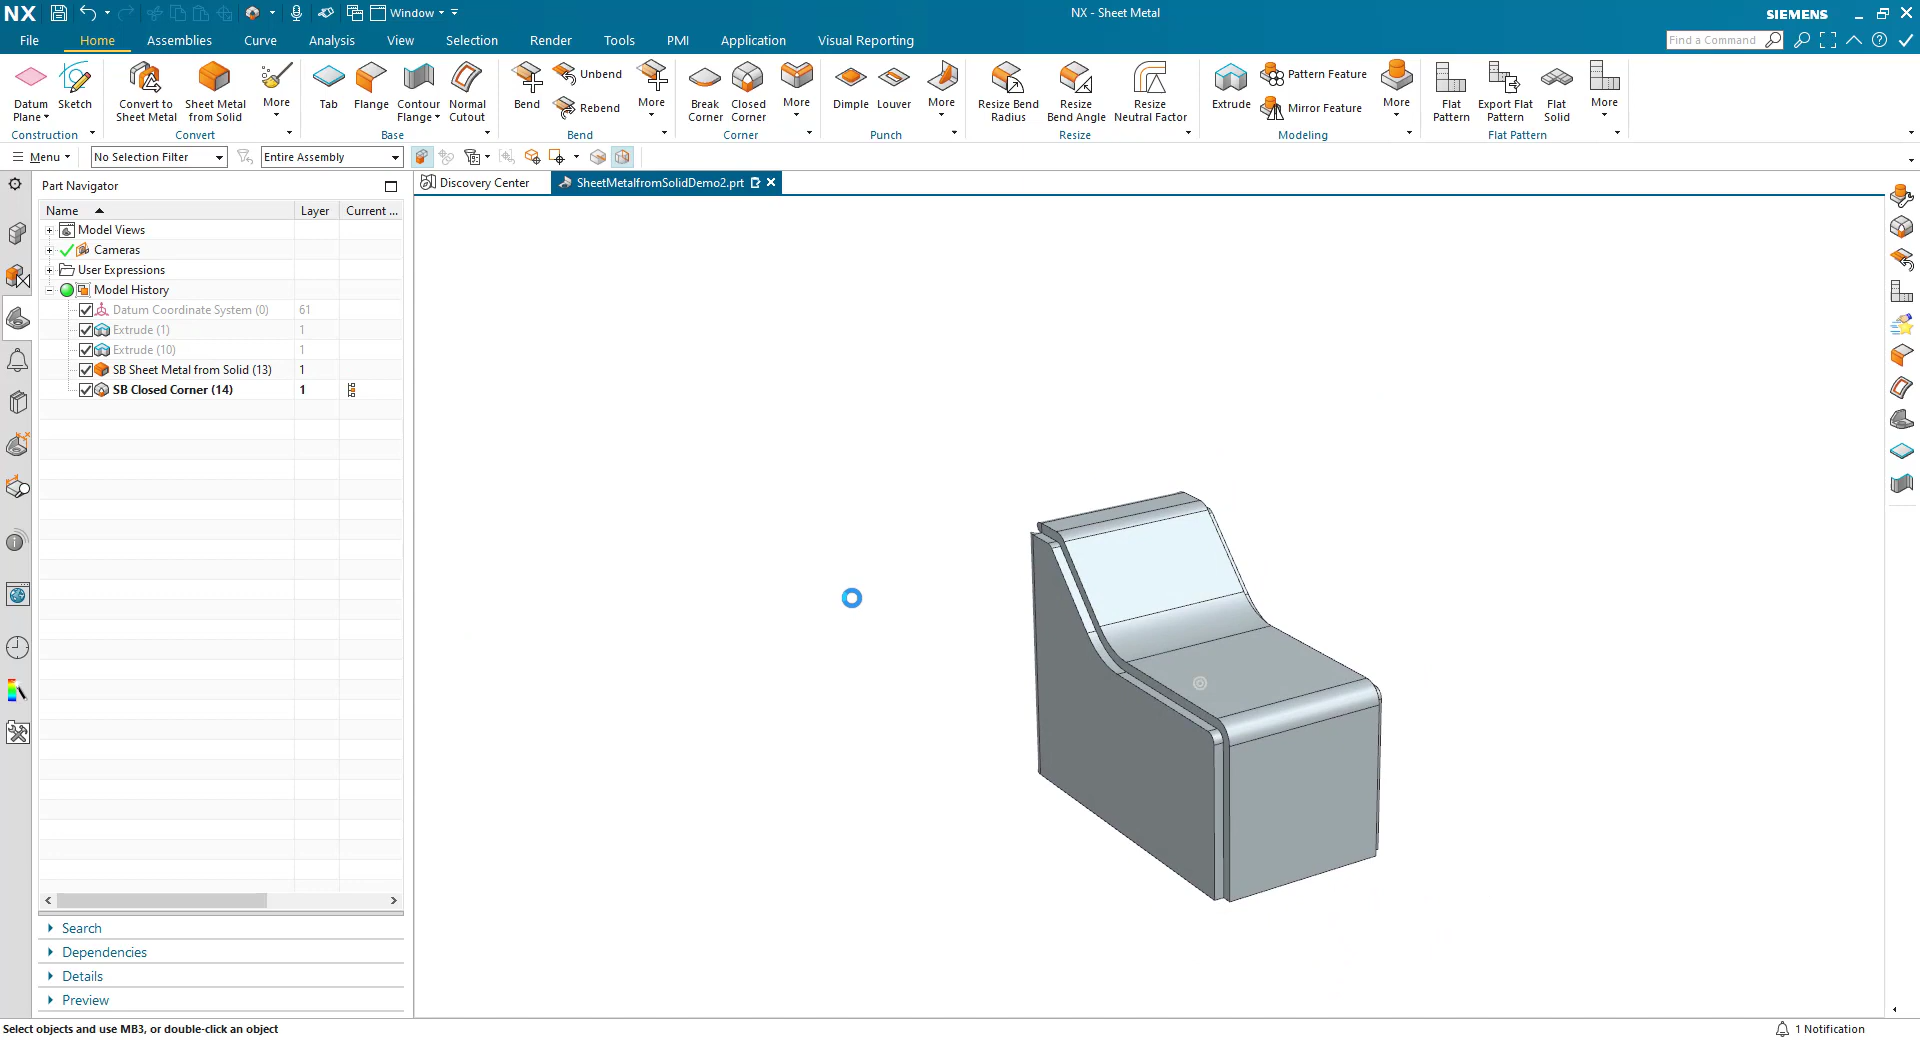 NX
Window
NX - Sheet Metal
SIEMENS
File
Home
Assemblies
Curve
Analysis
View
Selection
Render
Tools
PMI
Application
Visual Reporting
Find a Command
Datum
Plane
Sketch
Convert to
Sheet Metal
Sheet Metal
from Solid
More
Tab
Flange
Contour
Flange
Normal
Cutout
Bend
Unbend
Rebend
More
Break
Corner
Closed
Corner
More
Dimple
Louver
More
Resize Bend
Radius
Resize
Bend Angle
Resize
Neutral Factor
Extrude
Pattern Feature
Mirror Feature
More
Flat
Pattern
Export Flat
Pattern
Flat
Solid
More
Construction
Convert
Base
Bend
Corner
Punch
Resize
Modeling
Flat Pattern
Menu
No Selection Filter
Entire Assembly
Part Navigator
Discovery Center
SheetMetalfromSolidDemo2.prt
Name
Layer
Current ...
Model Views
Cameras
User Expressions
Model History
Datum Coordinate System (0)
61
Extrude (1)
1
Extrude (10)
1
SB Sheet Metal from Solid (13)
1
SB Closed Corner (14)
1
Search
Dependencies
Details
Preview
Select objects and use MB3, or double-click an object
1 Notification